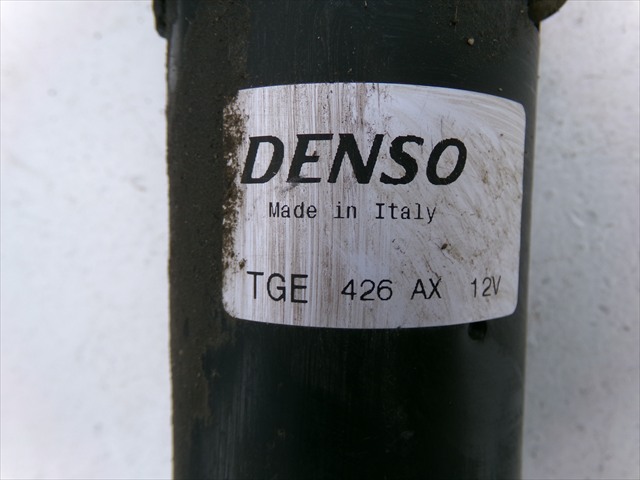 DENSO
Made in Italy
TGE 426 AX 12V